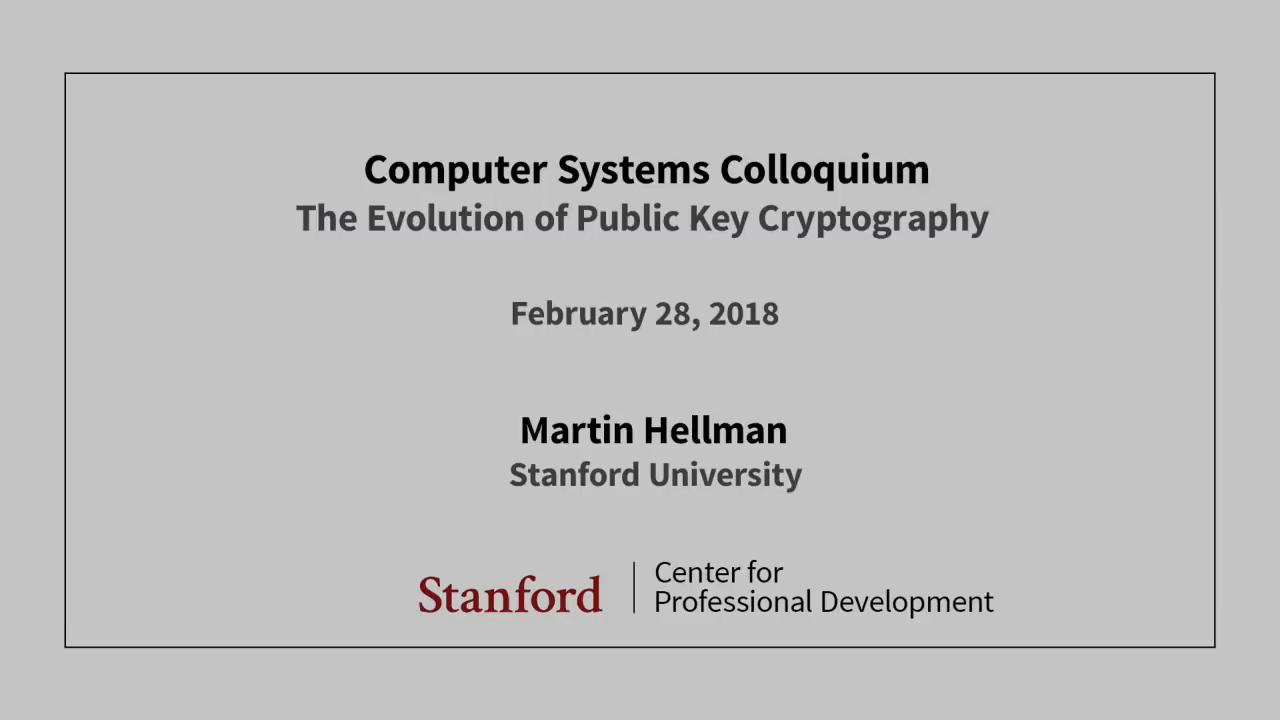 Computer Systems Colloquium
The Evolution of Public Key Cryptography
February 28, 2018
Martin Hellman
Stanford University
Stanford
Center for
Professional Development